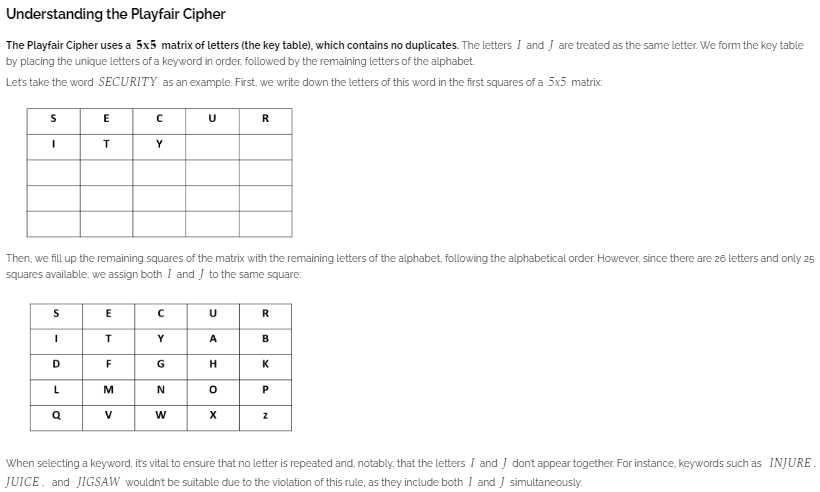 Understanding the Playfair Cipher
The Playfair Cipher uses a 5x5 matrix of letters (the key table), which contains no duplicates. The letters I and J are treated as the same letter. We form the key table
by placing the unique letters of a keyword in order, followed by the remaining letters of the alphabet.
Let's take the word SECURITY as an example. First, we write down the letters of this word in the first squares of a 5x5 matrix:
S E C U R
I T Y
Then, we fill up the remaining squares of the matrix with the remaining letters of the alphabet, following the alphabetical order. However, since there are 26 letters and only 25
squares available, we assign both I and J to the same square:
S E C U R
I T Y A B
D F G H K
L M N O P
Q V W X z
When selecting a keyword, it's vital to ensure that no letter is repeated and, notably, that the letters I and J don't appear together. For instance, keywords such as INJURE,
JUICE, and JIGSAW wouldn't be suitable due to the violation of this rule, as they include both I and J simultaneously.